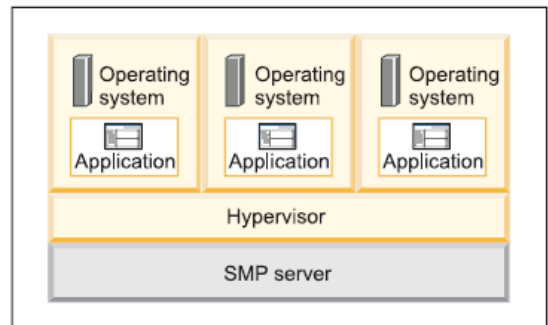 Operating system
Application
Operating system
Application
Operating system
Application
Hypervisor
SMP server